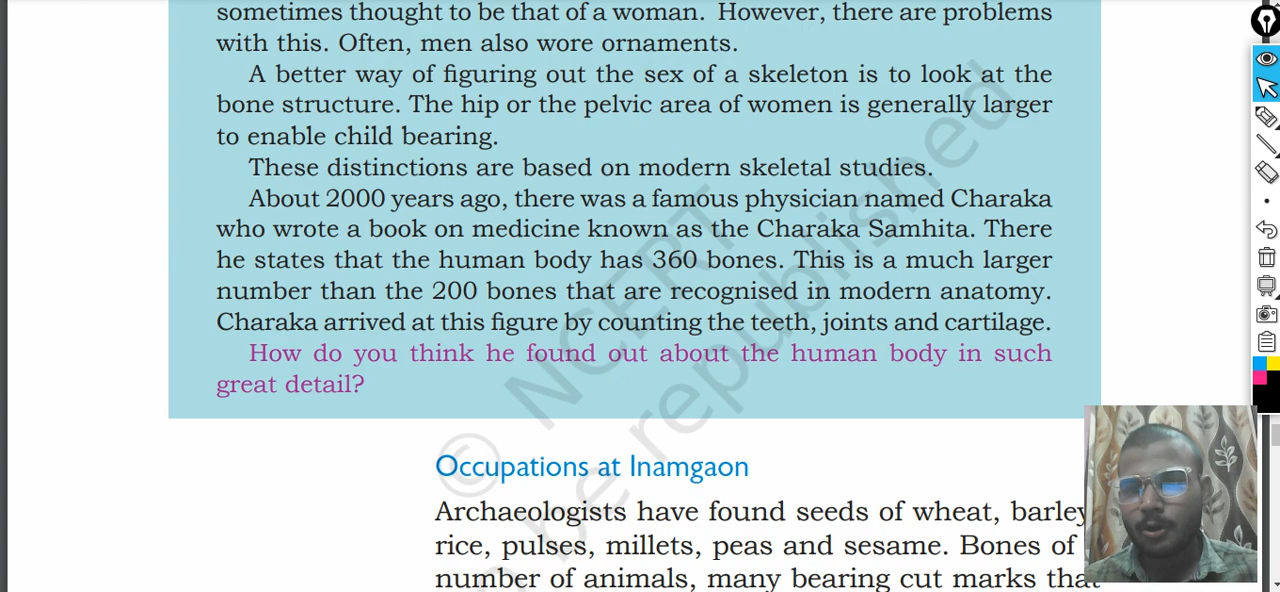 sometimes thought to be that of a woman. However, there are problems
with this. Often, men also wore ornaments.
A better way of figuring out the sex of a skeleton is to look at the
bone structure. The hip or the pelvic area of women is generally larger
to enable child bearing.
These distinctions are based on modern skeletal studies.
About 2000 years ago, there was a famous physician named Charaka
who wrote a book on medicine known as the Charaka Samhita. There
he states that the human body has 360 bones. This is a much larger
number than the 200 bones that are recognised in modern anatomy.
Charaka arrived at this figure by counting the teeth, joints and cartilage.
How do you think he found out about the human body in such
great detail?
© NCERT
be republished
Occupations at Inamgaon
Archaeologists have found seeds of wheat, barley
rice, pulses, millets, peas and sesame. Bones of
number of animals, many bearing cut marks that